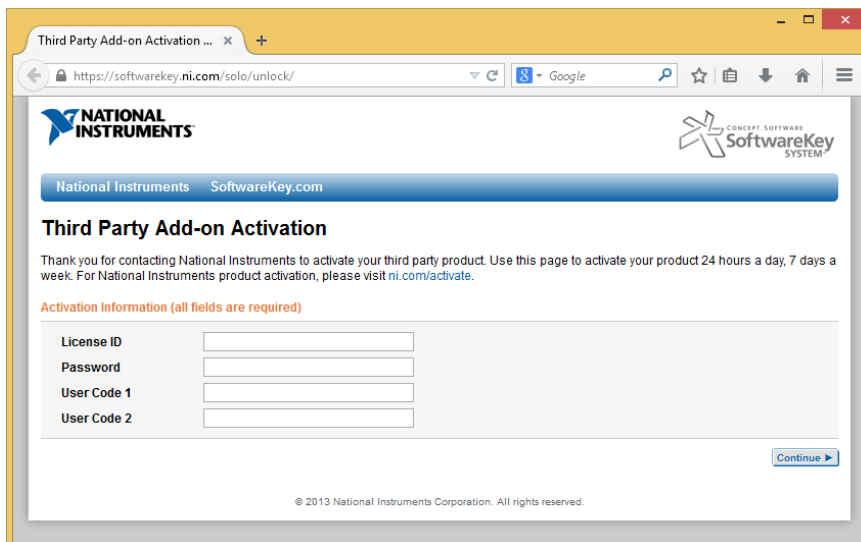 Third Party Add-on Activation ...
https://softwarekey.ni.com/solo/unlock/
Google
NATIONAL
INSTRUMENTS
CONCEPT SOFTWARE
SoftwareKey
SYSTEM
National Instruments SoftwareKey.com
Third Party Add-on Activation
Thank you for contacting National Instruments to activate your third party product. Use this page to activate your product 24 hours a day, 7 days a
week. For National Instruments product activation, please visit ni.com/activate.
Activation Information (all fields are required)
License ID
Password
User Code 1
User Code 2
Continue
© 2013 National Instruments Corporation. All rights reserved.